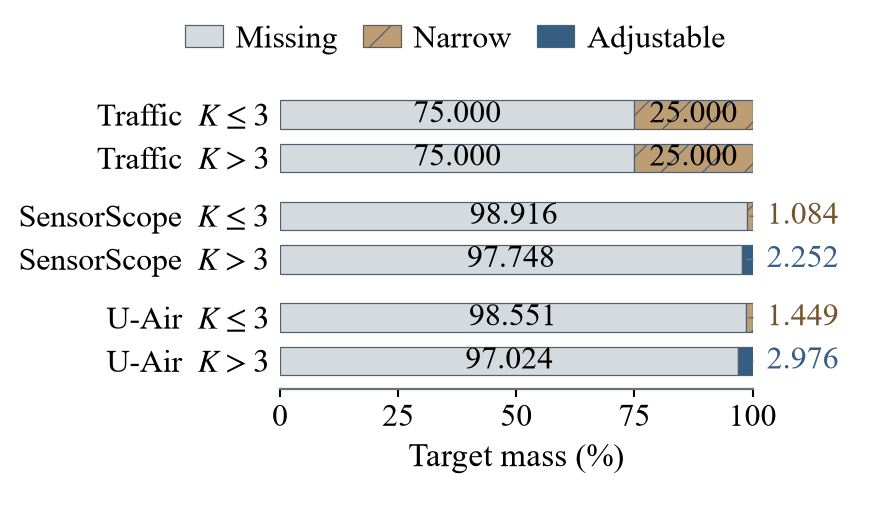 Missing Narrow Adjustable
Traffic K ≤ 3 75.000 25.000
Traffic K > 3 75.000 25.000
SensorScope K ≤ 3 98.916 1.084
SensorScope K > 3 97.748 2.252
U-Air K ≤ 3 98.551 1.449
U-Air K > 3 97.024 2.976
0 25 50 75 100
Target mass (%)